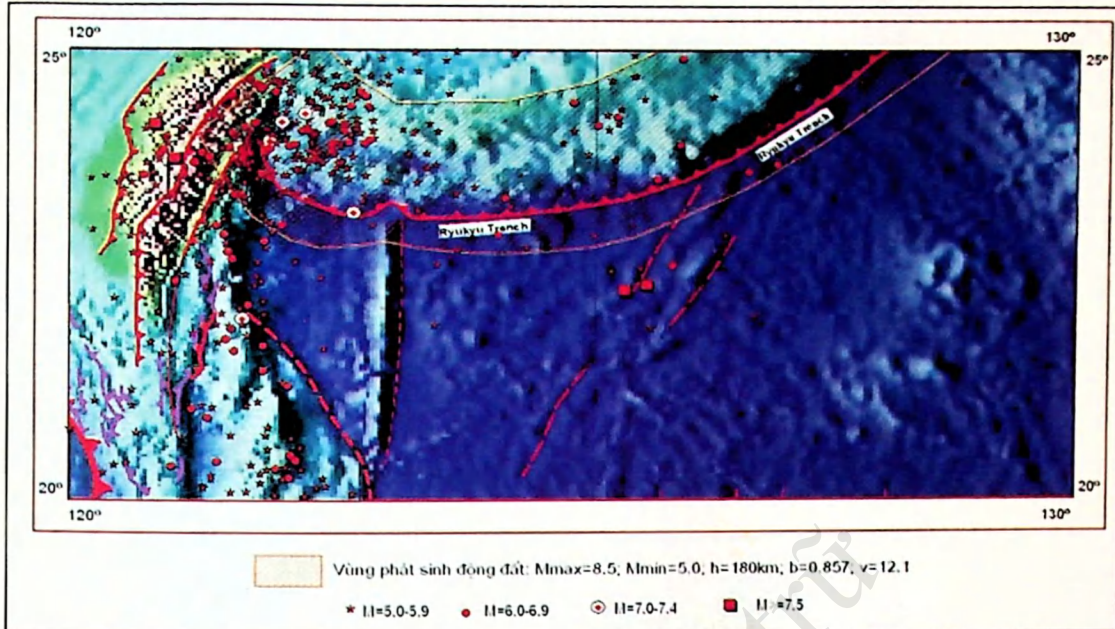 120°
130°
25°
25°
Ryukyu Trench
Ryukyu Trench
20°
20°
120°
130°
Vùng phát sinh động đất: Mmax=8.5; Mmin=5.0; h=180km; b=0.857, v=12.1
M=5.0-5.9
M=6.0-6.9
M=7.0-7.4
M>=7.5
trữ